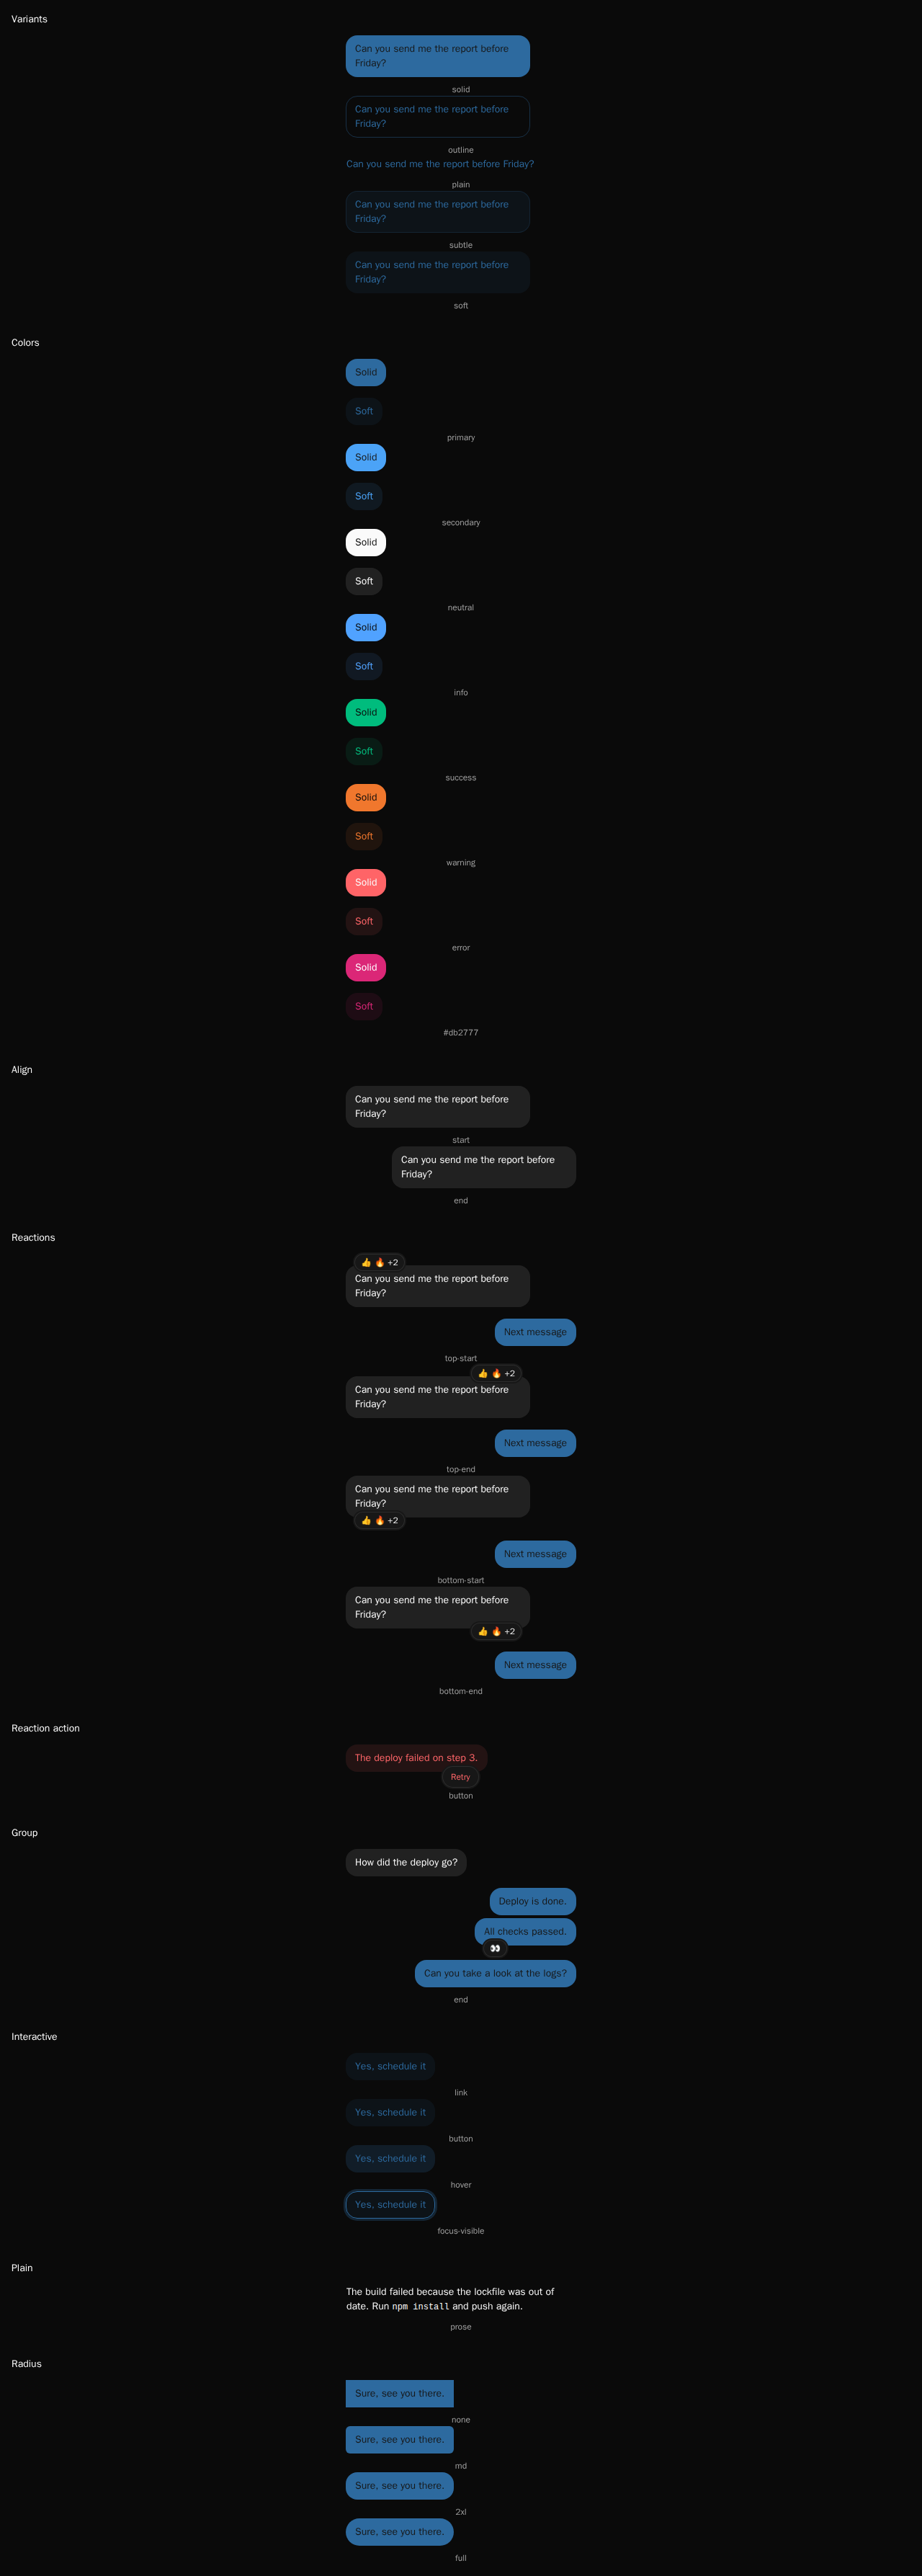 Variants
Can you send me the report before
Friday?
solid
Can you send me the report before
Friday?
outline
Can you send me the report before Friday?
plain
Can you send me the report before
Friday?
subtle
Can you send me the report before
Friday?
soft
Colors
Solid
Soft
primary
Solid
Soft
secondary
Solid
Soft
neutral
Solid
Soft
info
Solid
Soft
success
Solid
Soft
warning
Solid
Soft
error
Solid
Soft
#db2777
Align
Can you send me the report before
Friday?
start
Can you send me the report before
Friday?
end
Reactions
👍 🔥 +2
Can you send me the report before
Friday?
Next message
top-start
👍 🔥 +2
Can you send me the report before
Friday?
Next message
top-end
Can you send me the report before
Friday?
👍 🔥 +2
Next message
bottom-start
Can you send me the report before
Friday?
👍 🔥 +2
Next message
bottom-end
Reaction action
The deploy failed on step 3.
Retry
button
Group
How did the deploy go?
Deploy is done.
All checks passed.
👀
Can you take a look at the logs?
end
Interactive
Yes, schedule it
link
Yes, schedule it
button
Yes, schedule it
hover
Yes, schedule it
focus-visible
Plain
The build failed because the lockfile was out of
date. Run npm install and push again.
prose
Radius
Sure, see you there.
none
Sure, see you there.
md
Sure, see you there.
2xl
Sure, see you there.
full